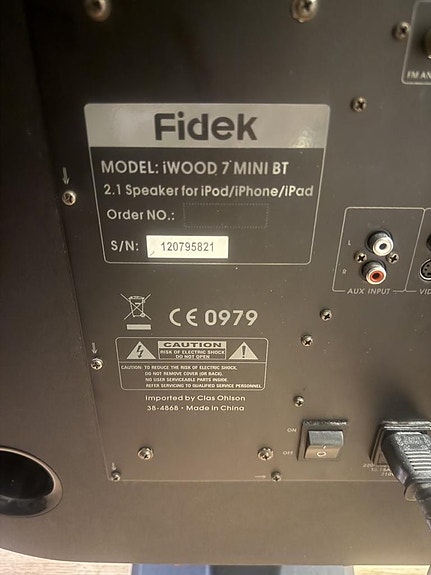 Fidek
MODEL: iWOOD 7 MINI BT
2.1 Speaker for iPod/iPhone/iPad
Order NO.:
S/N: 120795821
FM AN
L
R
AUX INPUT
VID
CE 0979
CAUTION
RISK OF ELECTRIC SHOCK
DO NOT OPEN
CAUTION: TO REDUCE THE RISK OF ELECTRIC SHOCK,
DO NOT REMOVE COVER (OR BACK).
NO USER SERVICEABLE PARTS INSIDE.
REFER SERVICING TO QUALIFIED SERVICE PERSONNEL
Imported by Clas Ohlson
38-4868 • Made in China
ON
OFF